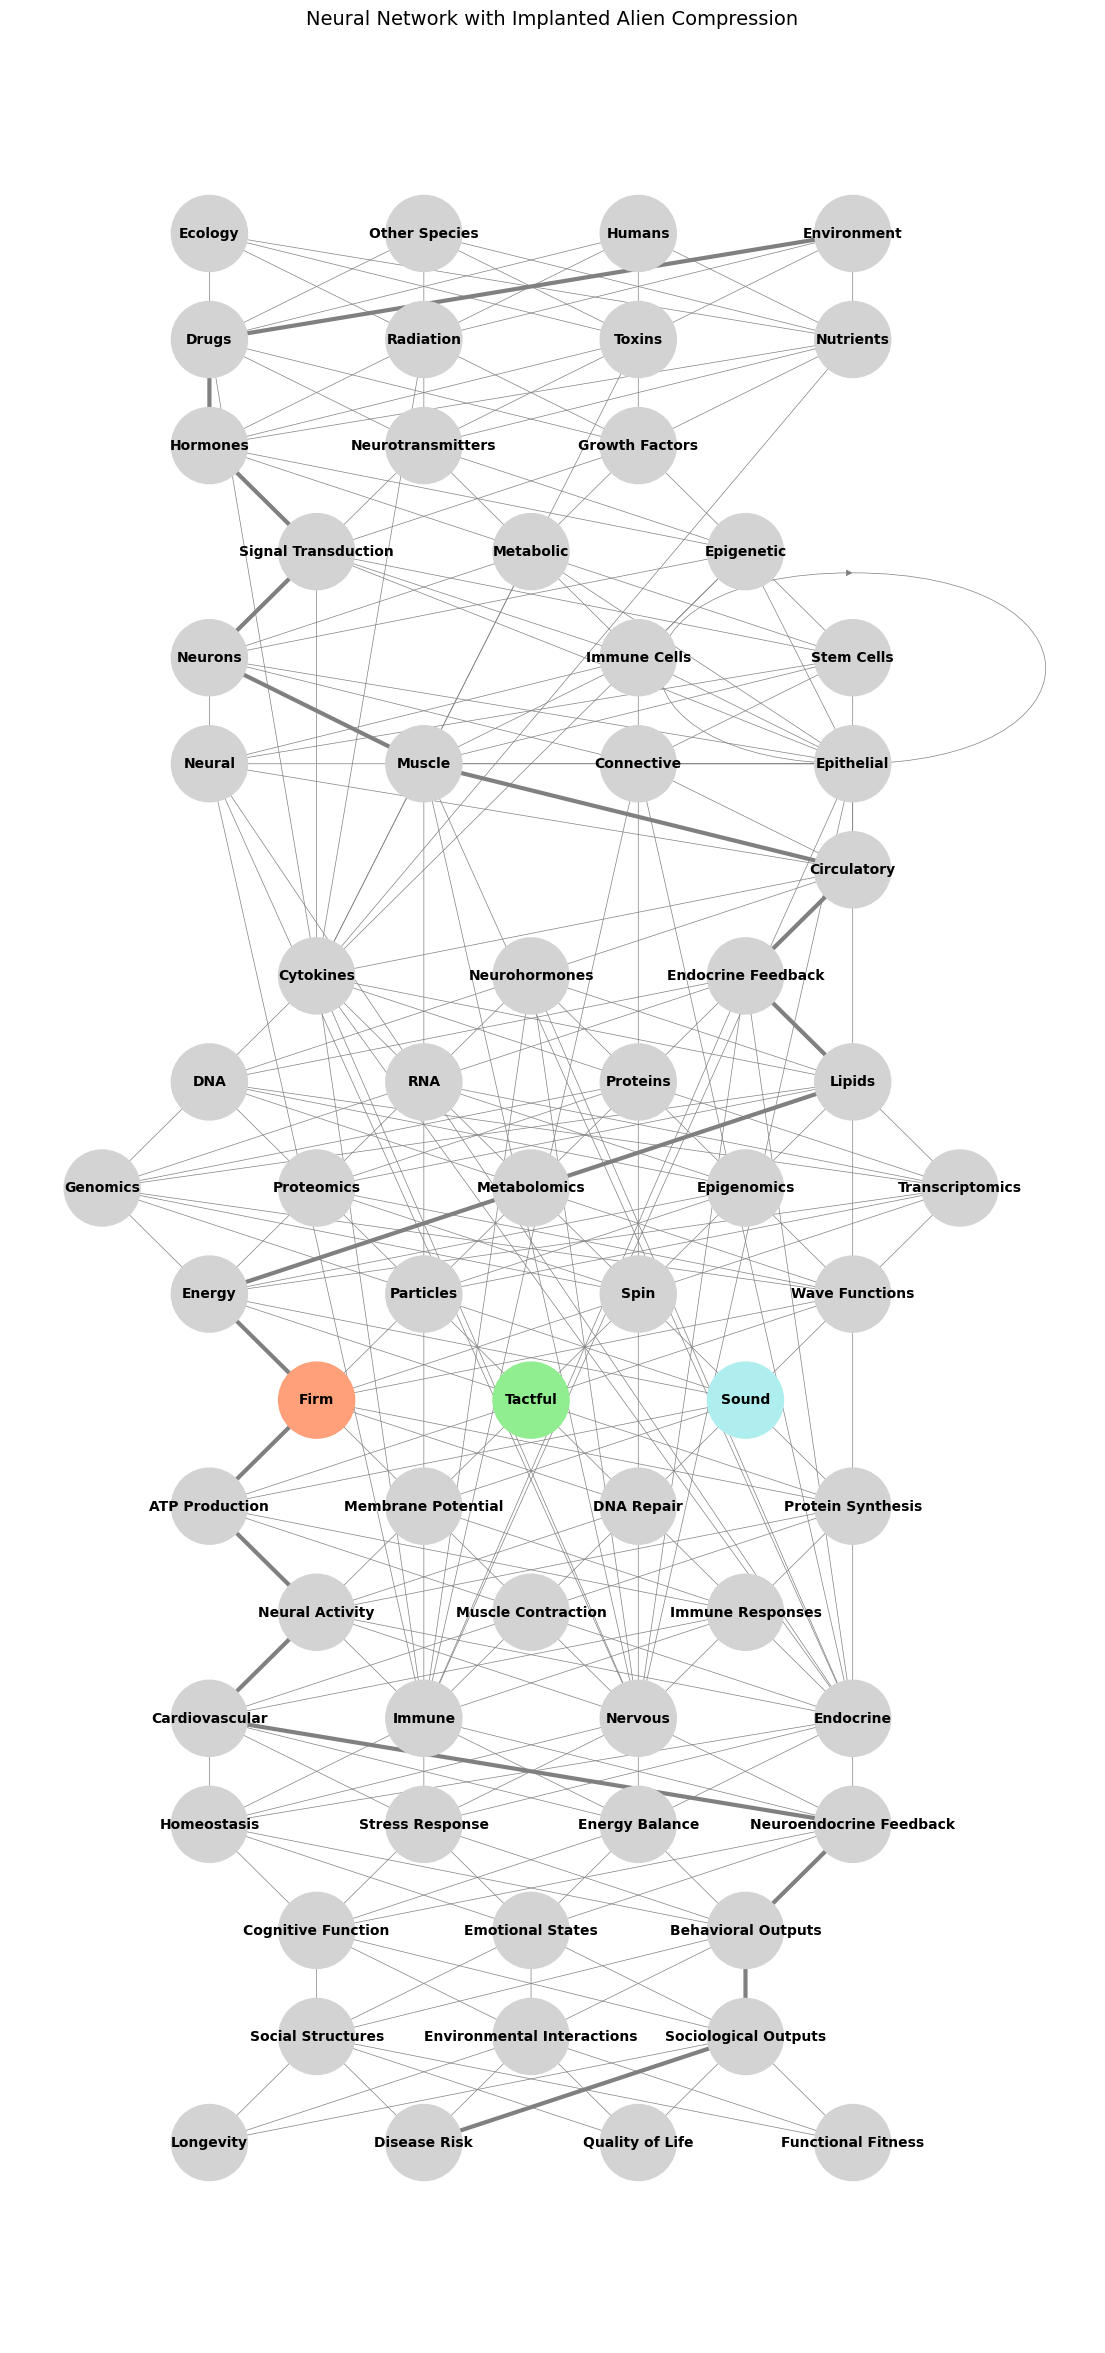 Neural Network with Implanted Alien Compression
Ecology Other Species Humans Environment
Drugs Radiation Toxins Nutrients
Hormones Neurotransmitters Growth Factors
Signal Transduction Metabolic Epigenetic
Neurons Immune Cells Stem Cells
Neural Muscle Connective Epithelial
Circulatory
Cytokines Neurohormones Endocrine Feedback
DNA RNA Proteins Lipids
Genomics Proteomics Metabolomics Epigenomics Transcriptomics
Energy Particles Spin Wave Functions
Firm Tactful Sound
ATP Production Membrane Potential DNA Repair Protein Synthesis
Neural Activity Muscle Contraction Immune Responses
Cardiovascular Immune Nervous Endocrine
Homeostasis Stress Response Energy Balance Neuroendocrine Feedback
Cognitive Function Emotional States Behavioral Outputs
Social Structures Environmental Interactions Sociological Outputs
Longevity Disease Risk Quality of Life Functional Fitness